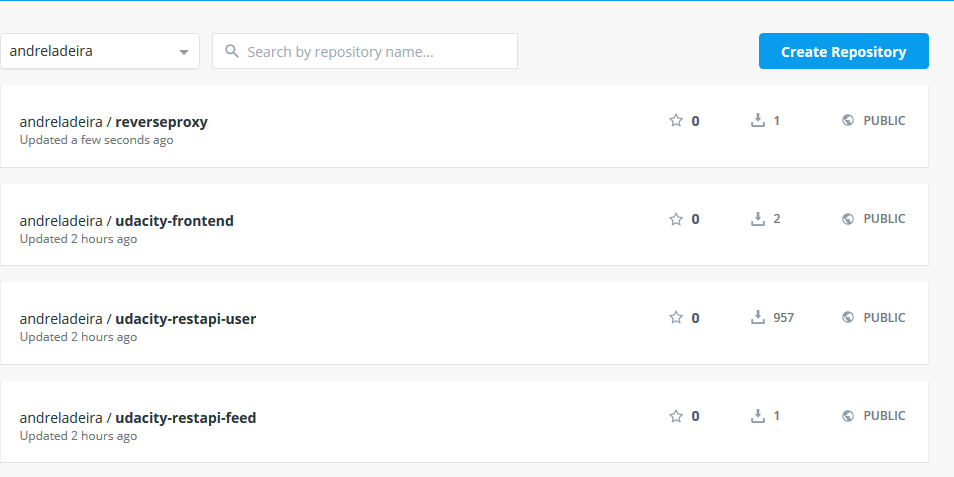 andreladeira
Search by repository name...
Create Repository
andreladeira / reverseproxy
Updated a few seconds ago
0
1
PUBLIC
andreladeira / udacity-frontend
Updated 2 hours ago
0
2
PUBLIC
andreladeira / udacity-restapi-user
Updated 2 hours ago
0
957
PUBLIC
andreladeira / udacity-restapi-feed
Updated 2 hours ago
0
1
PUBLIC